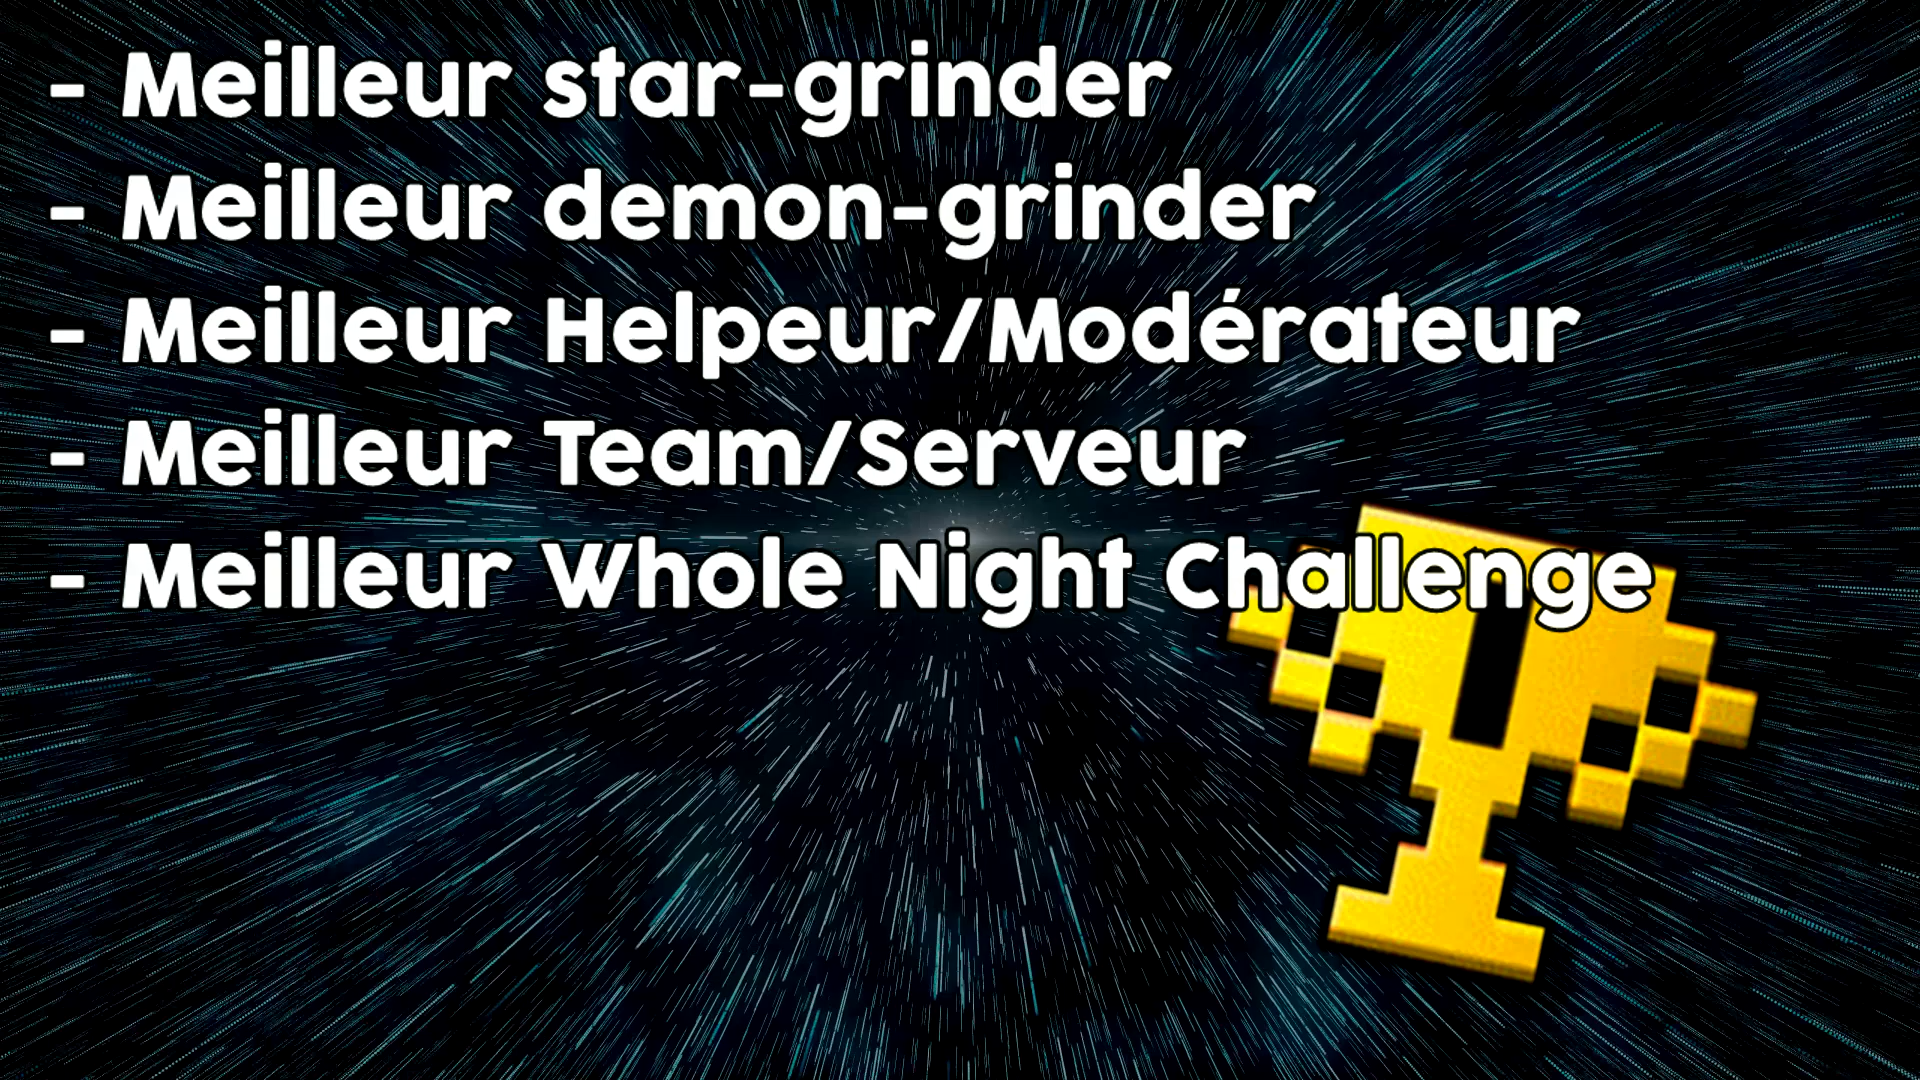 - Meilleur star-grinder
- Meilleur demon-grinder
- Meilleur Helpeur/Modérateur
- Meilleur Team/Serveur
- Meilleur Whole Night Challenge